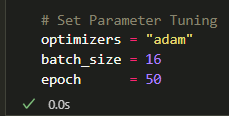 # Set Parameter Tuning
optimizers = "adam"
batch_size = 16
epoch      = 50
✓ 0.0s